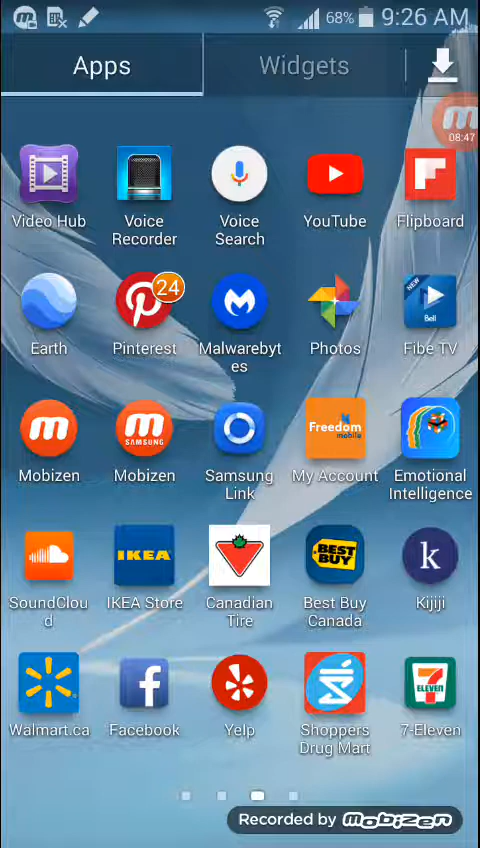 68% 9:26 AM
Apps Widgets
08:47
Video Hub
Voice
Recorder
Voice
Search
YouTube
Flipboard
24
NEW
Bell
Earth
Pinterest
Malwarebyt
es
Photos
Fibe TV
SAMSUNG
Freedom
mobile
Mobizen
Mobizen
Samsung
Link
My Account
Emotional
Intelligence
IKEA
BEST
BUY
k
SoundClou
d
IKEA Store
Canadian
Tire
Best Buy
Canada
Kijiji
f
7
ELEVEN
Walmart.ca
Facebook
Yelp
Shoppers
Drug Mart
7-Eleven
Recorded by mobizen